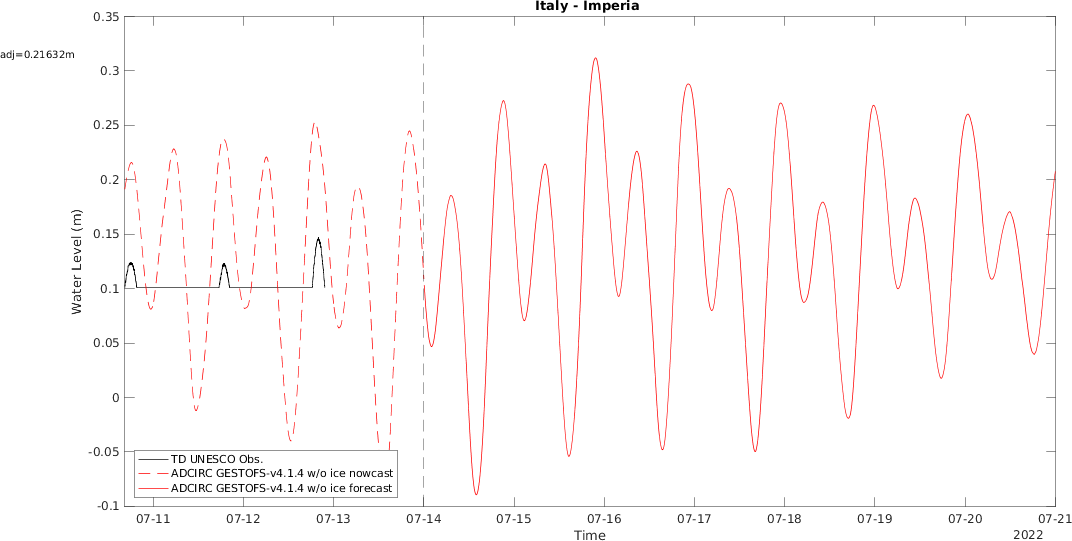 Italy - Imperia
adj=0.21632m
0.35
0.3
0.25
0.2
0.15
0.1
0.05
0
-0.05
-0.1
Water Level (m)
TD UNESCO Obs.
ADCIRC GESTOFS-v4.1.4 w/o ice nowcast
ADCIRC GESTOFS-v4.1.4 w/o ice forecast
07-11 07-12 07-13 07-14 07-15 07-16 07-17 07-18 07-19 07-20 07-21
Time
2022